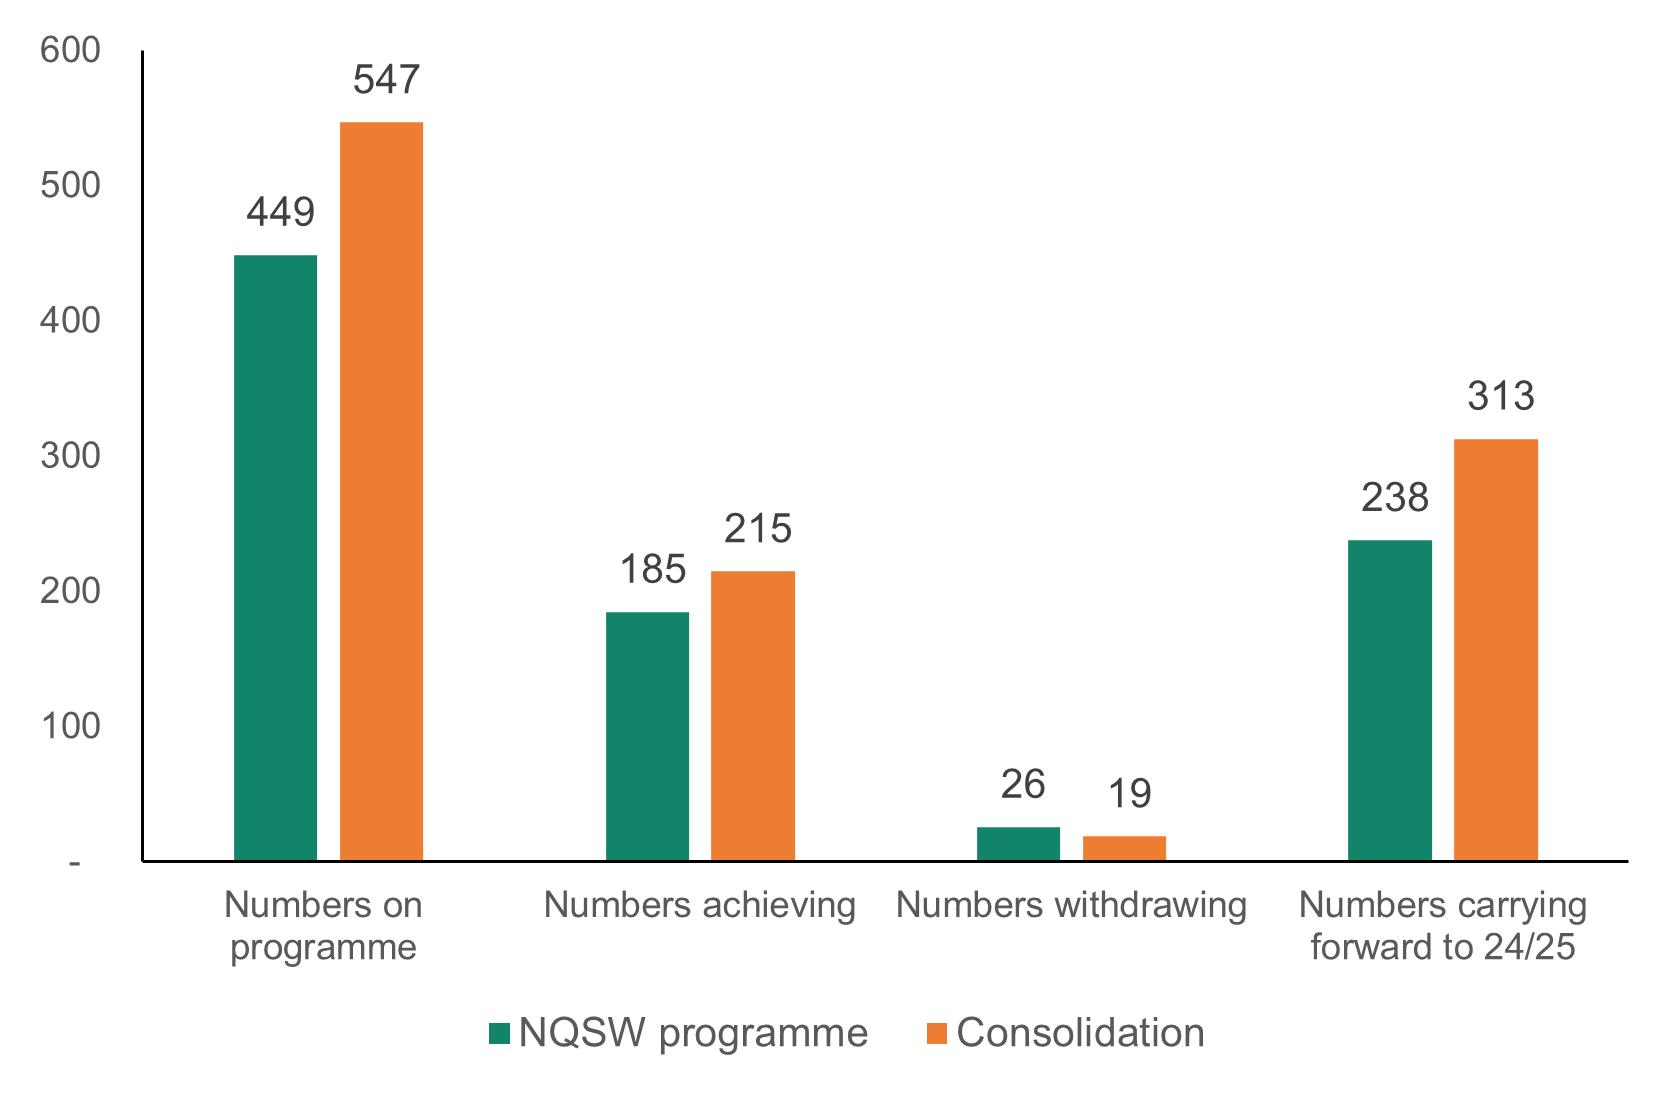 600
500
400
300
200
100
-
449
547
185
215
26
19
238
313
Numbers on
programme
Numbers achieving
Numbers withdrawing
Numbers carrying
forward to 24/25
NQSW programme
Consolidation